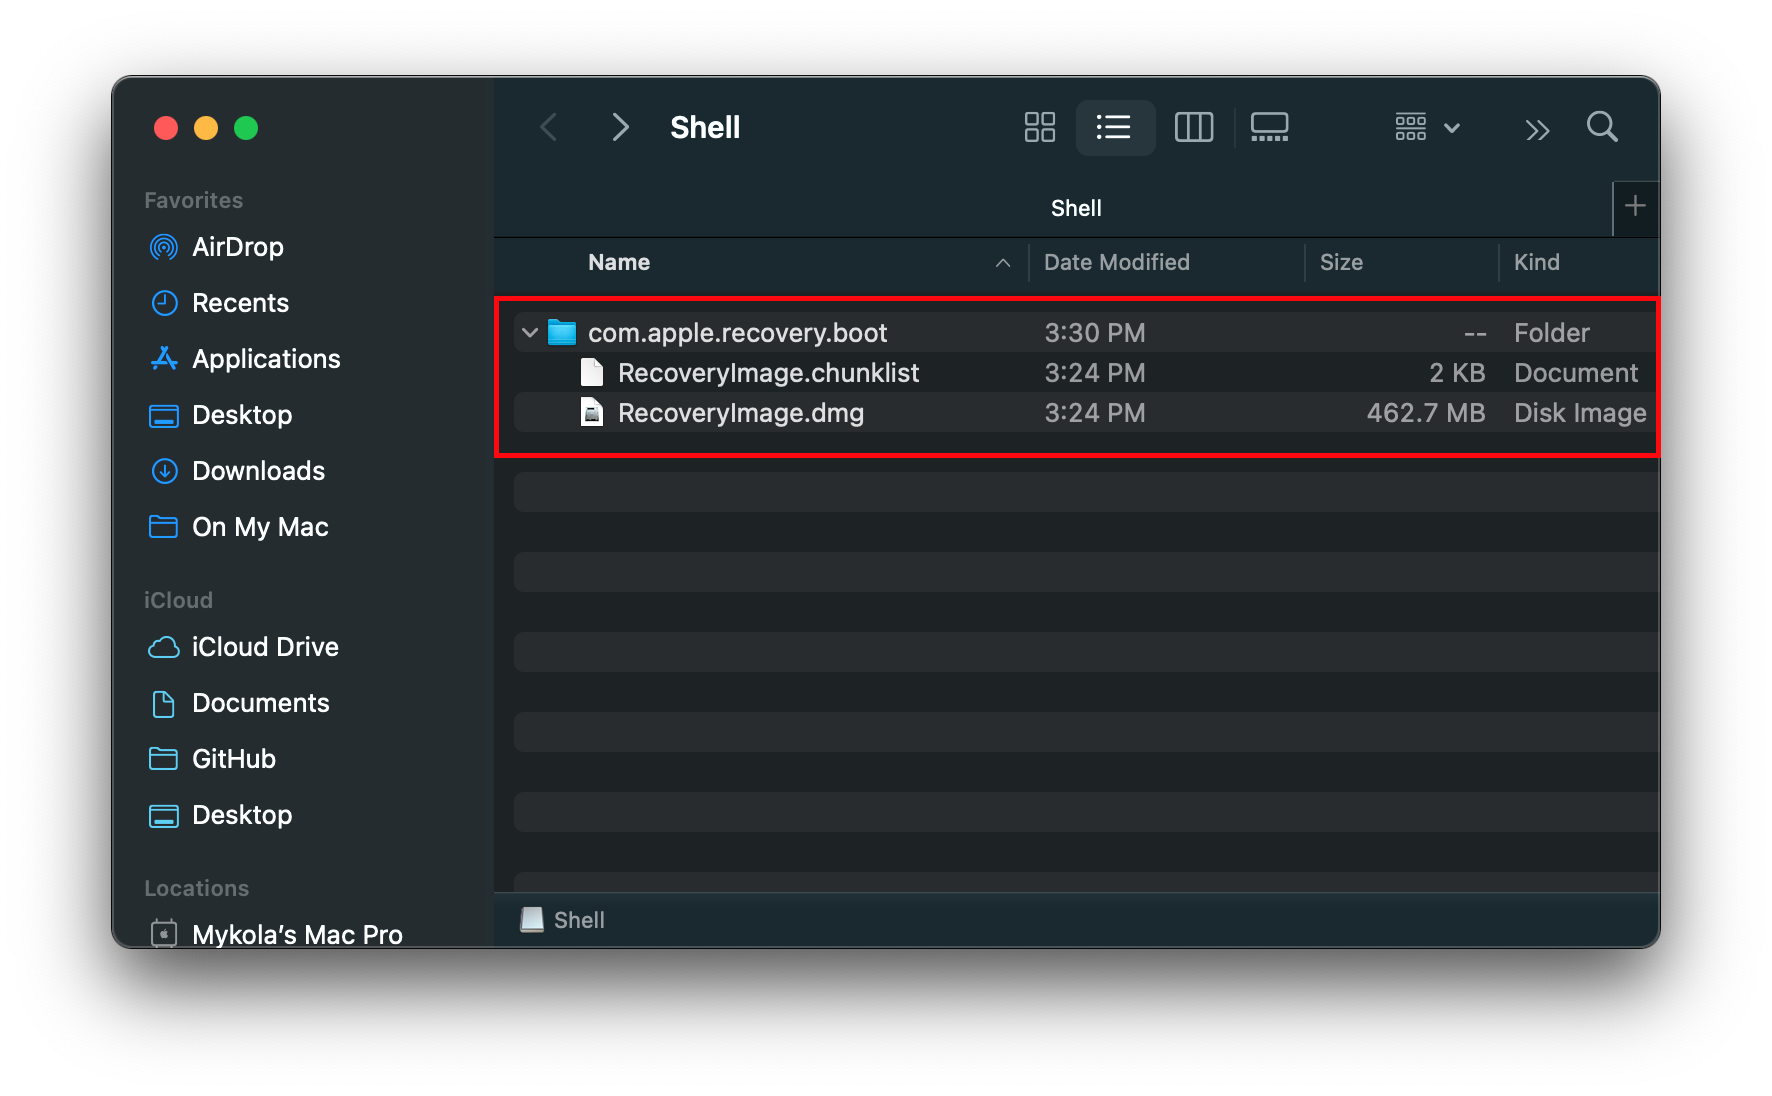 Shell
Favorites
AirDrop
Recents
Applications
Desktop
Downloads
On My Mac
iCloud
iCloud Drive
Documents
GitHub
Desktop
Locations
Mykola’s Mac Pro
Shell
Name Date Modified Size Kind
com.apple.recovery.boot 3:30 PM -- Folder
RecoveryImage.chunklist 3:24 PM 2 KB Document
RecoveryImage.dmg 3:24 PM 462.7 MB Disk Image
Shell